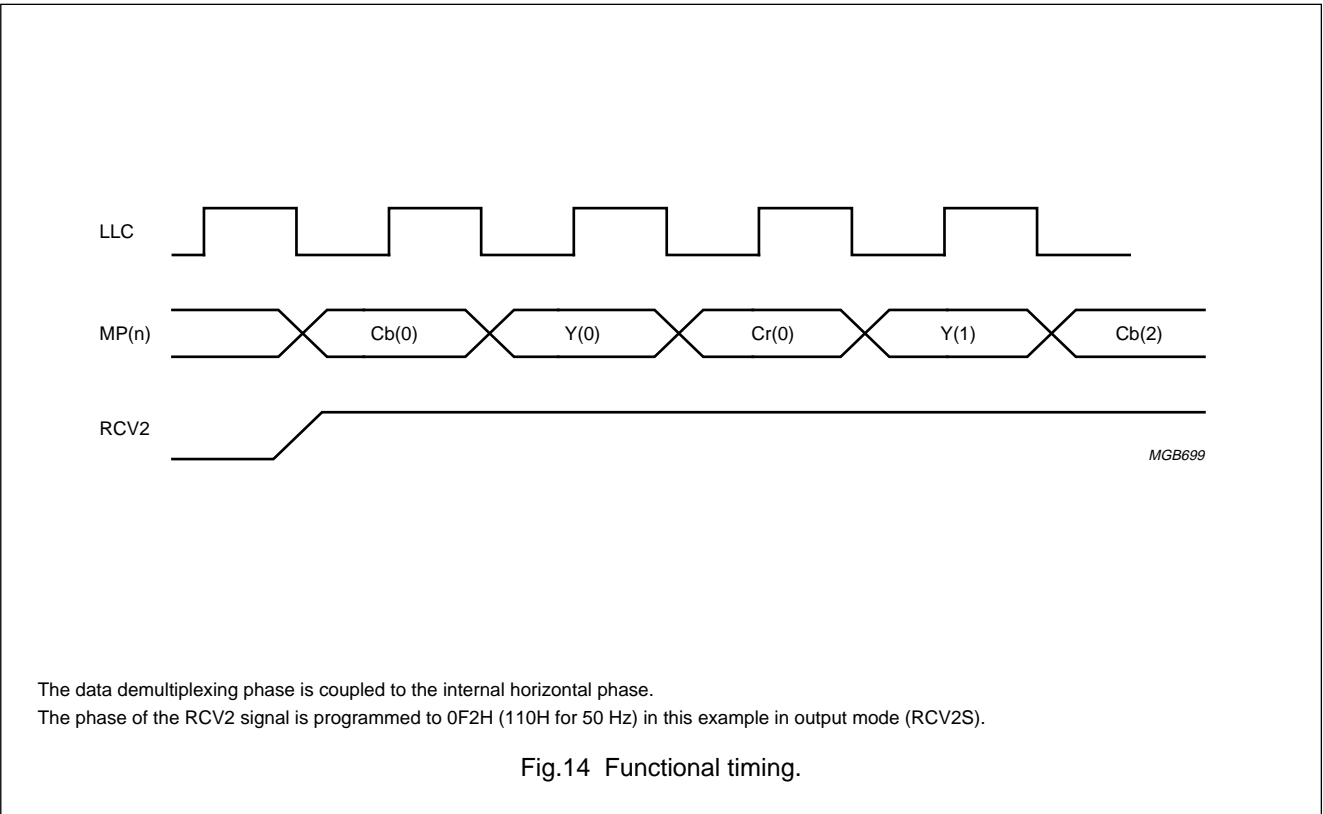 LLC
MP(n) Cb(0) Y(0) Cr(0) Y(1) Cb(2)
RCV2
MGB699
The data demultiplexing phase is coupled to the internal horizontal phase.
The phase of the RCV2 signal is programmed to 0F2H (110H for 50 Hz) in this example in output mode (RCV2S).
Fig.14 Functional timing.